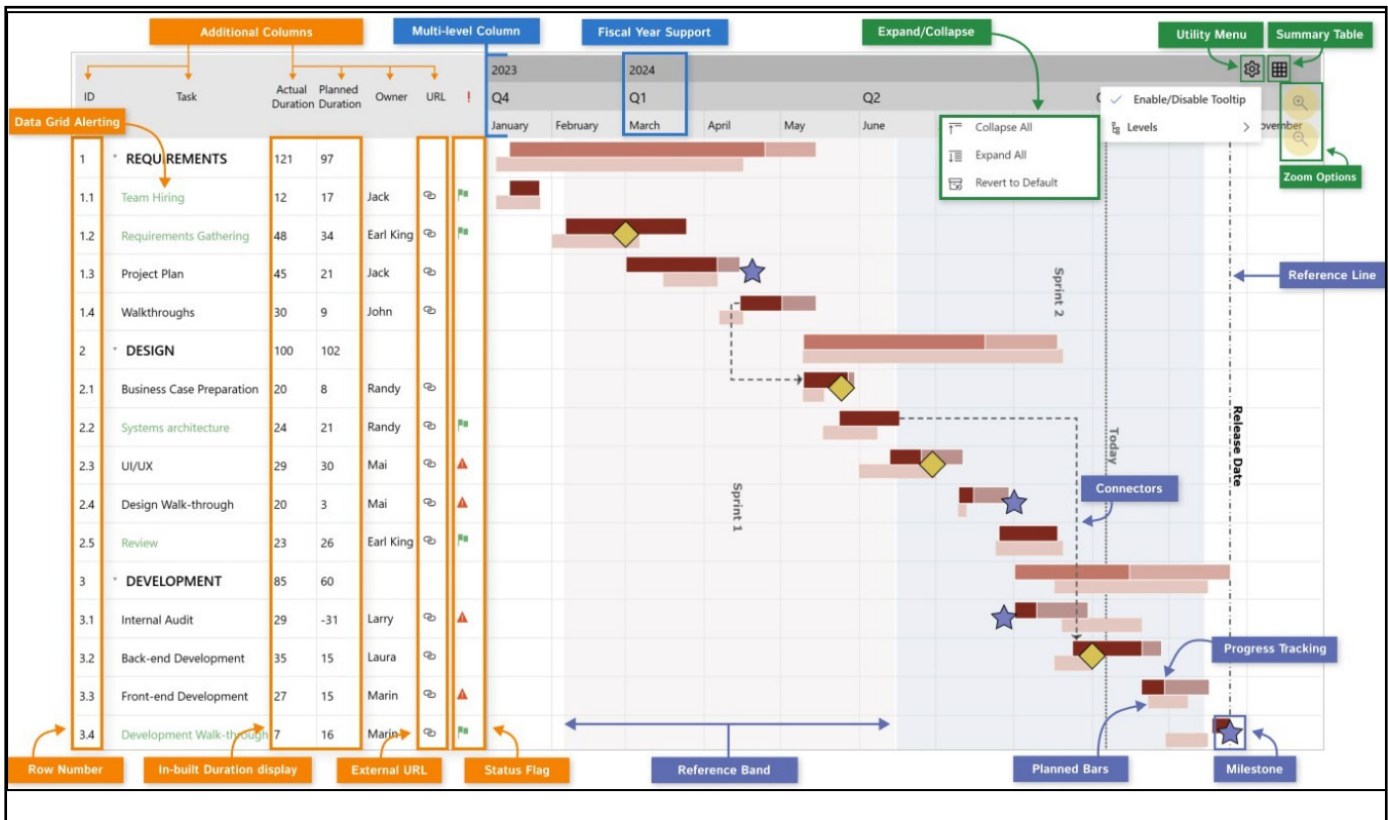 Additional Columns
Multi-level Column
Fiscal Year Support
Expand/Collapse
Utility Menu
Summary Table
2023
2024
ID
Task
Actual Duration
Planned Duration
Owner
URL
!
Q4
Q1
Q2
January
February
March
April
May
June
ovember
Enable/Disable Tooltip
Levels
Collapse All
Expand All
Revert to Default
Zoom Options
Data Grid Alerting
1 REQUIREMENTS 121 97
1.1 Team Hiring 12 17 Jack
1.2 Requirements Gathering 48 34 Earl King
1.3 Project Plan 45 21 Jack
1.4 Walkthroughs 30 9 John
2 DESIGN 100 102
2.1 Business Case Preparation 20 8 Randy
2.2 Systems architecture 24 21 Randy
2.3 UI/UX 29 30 Mai
2.4 Design Walk-through 20 3 Mai
2.5 Review 23 26 Earl King
3 DEVELOPMENT 85 60
3.1 Internal Audit 29 -31 Larry
3.2 Back-end Development 35 15 Laura
3.3 Front-end Development 27 15 Marin
3.4 Development Walk-through 7 16 Marin
Sprint 1
Sprint 2
Today
Release Date
Reference Line
Connectors
Progress Tracking
Row Number
In-built Duration display
External URL
Status Flag
Reference Band
Planned Bars
Milestone